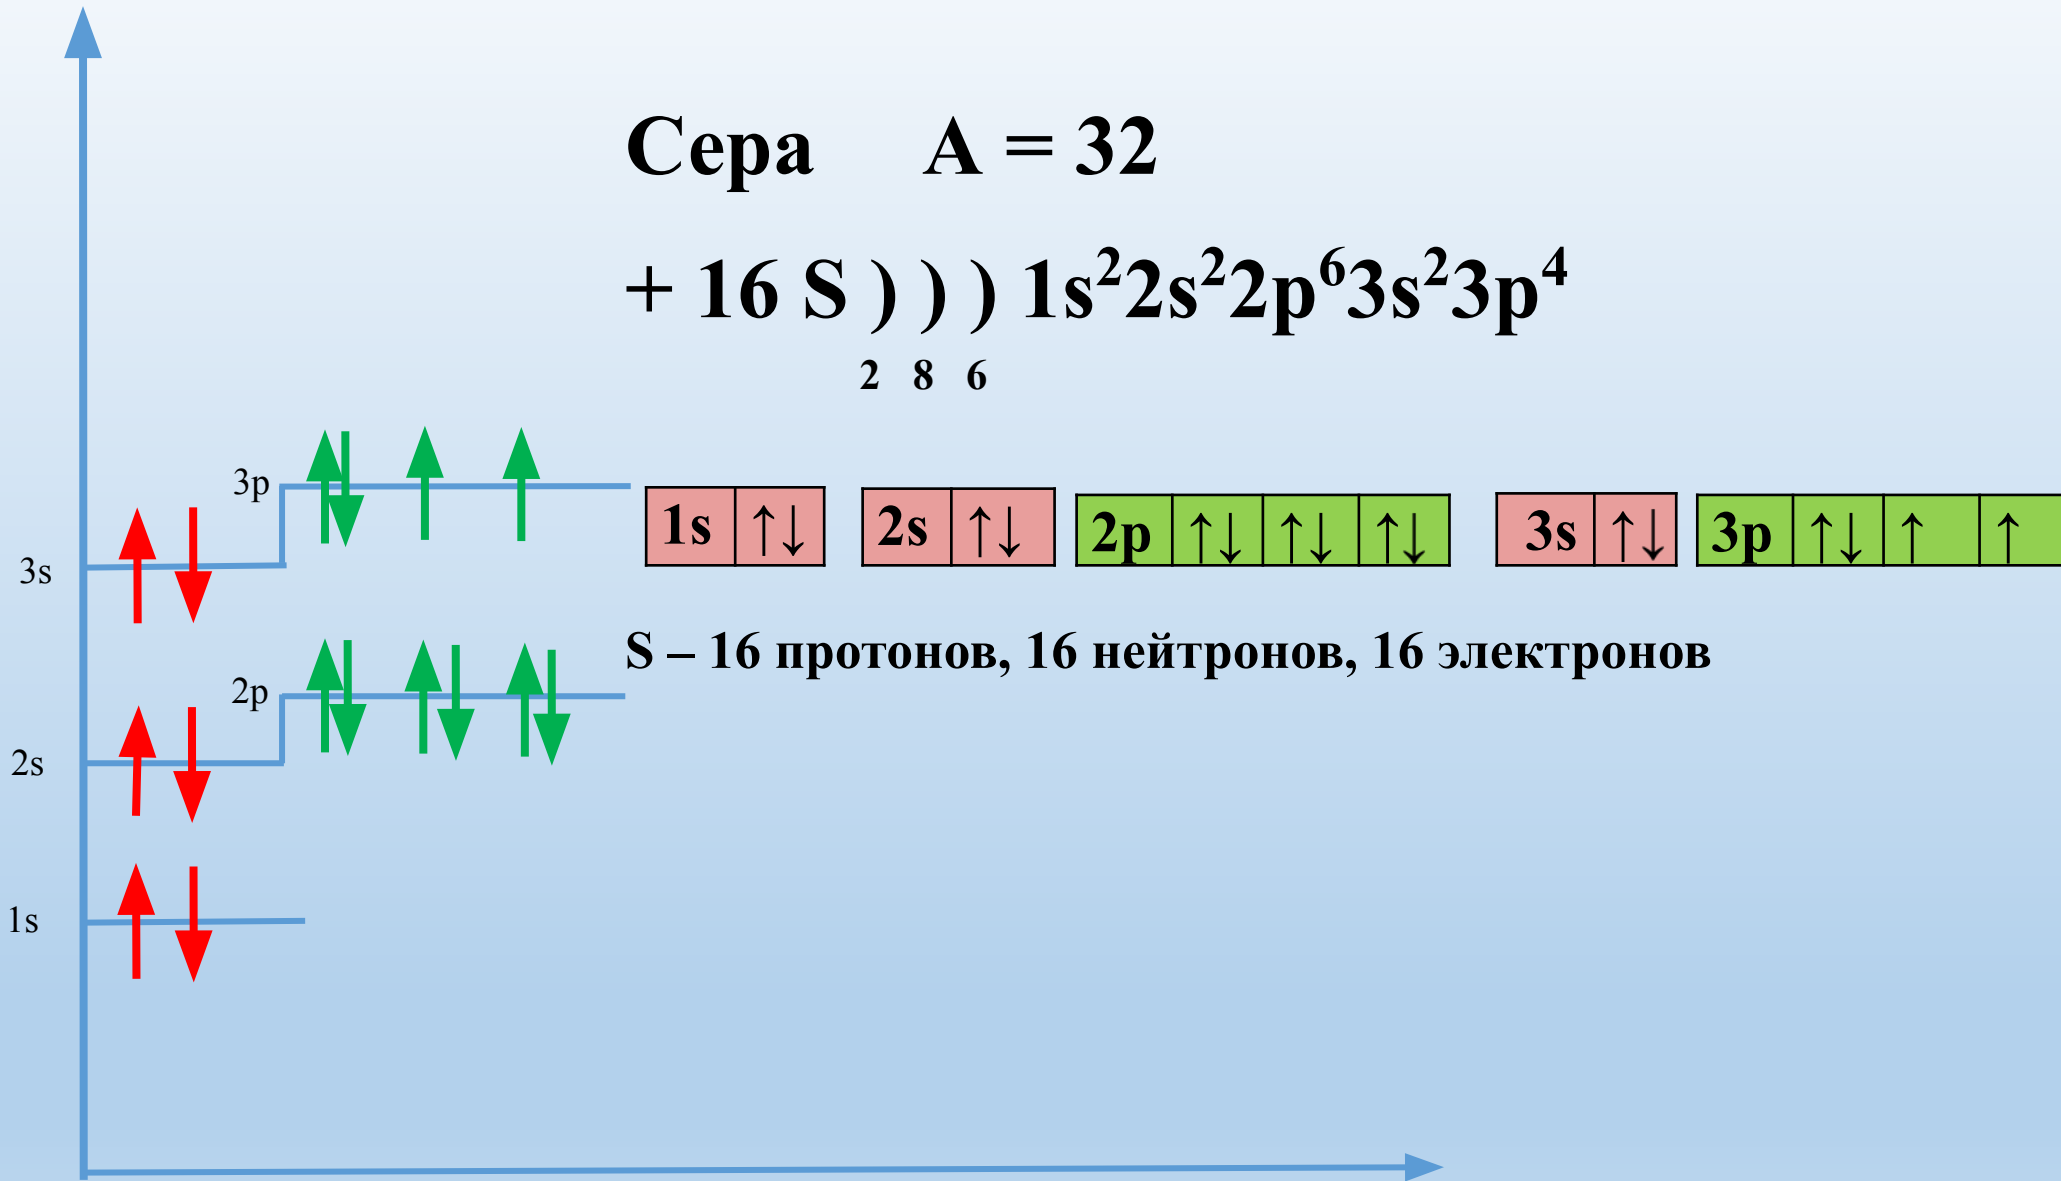 Сера A = 32
+ 16 S ) ) ) 1s²2s²2p⁶3s²3p⁴
2 8 6
3p
1s ↑↓ 2s ↑↓ 2p ↑↓ ↑↓ ↑↓ 3s ↑↓ 3p ↑↓ ↑ ↑
3s
S – 16 протонов, 16 нейтронов, 16 электронов
2p
2s
1s